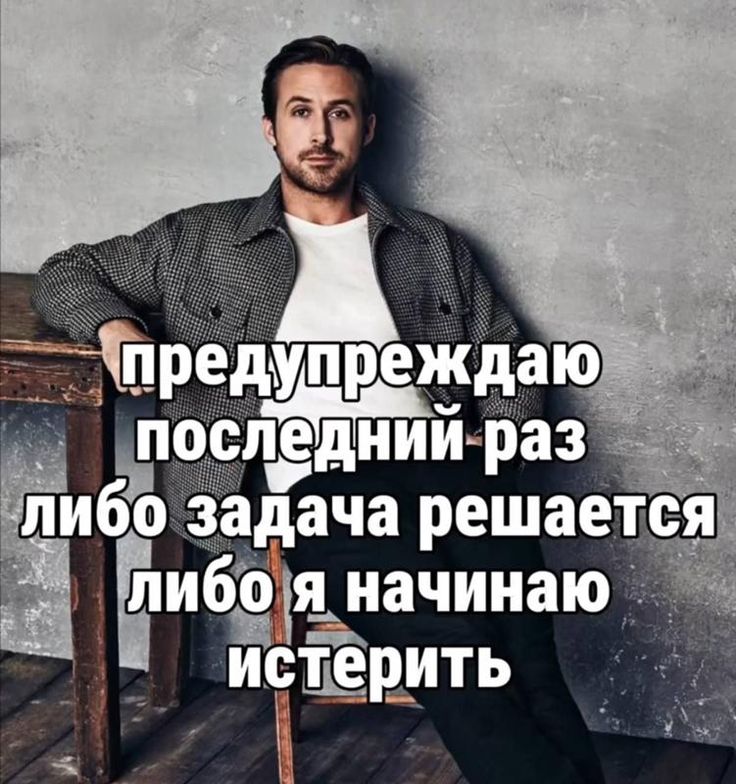 предупреждаю
последний раз
либо задача решается
либо я начинаю
истерить